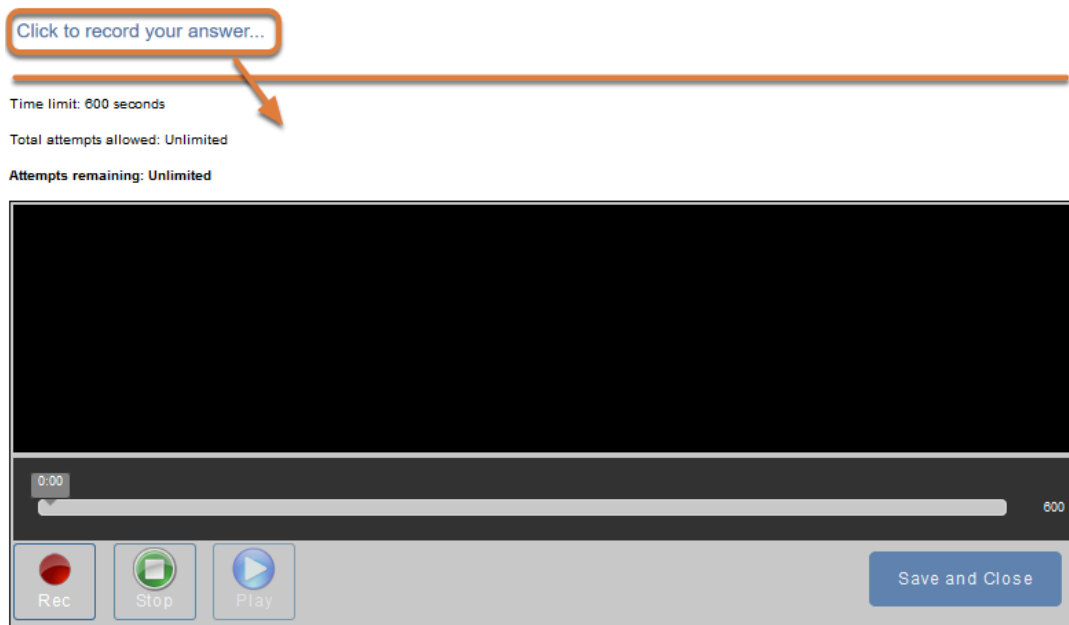 Click to record your answer...
Time limit: 600 seconds
Total attempts allowed: Unlimited
Attempts remaining: Unlimited
0:00
600
Rec Stop Play Save and Close